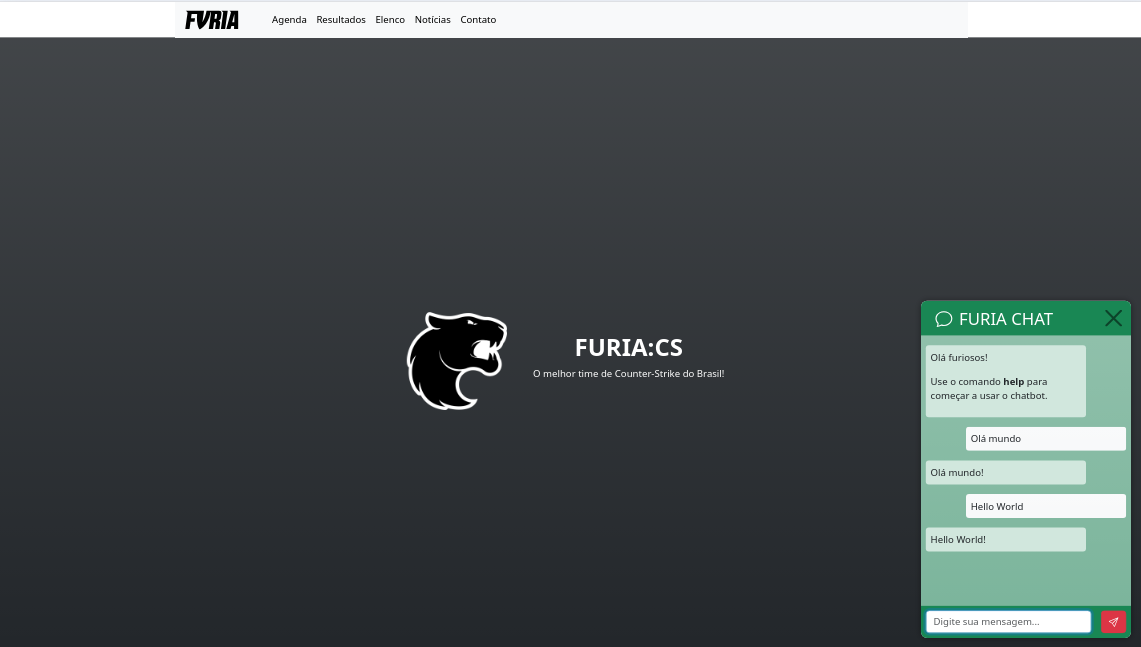 FURIA
Agenda Resultados Elenco Notícias Contato
FURIA:CS
O melhor time de Counter-Strike do Brasil!
FURIA CHAT
Olá furiosos!
Use o comando help para
começar a usar o chatbot.
Olá mundo
Olá mundo!
Hello World
Hello World!
Digite sua mensagem...